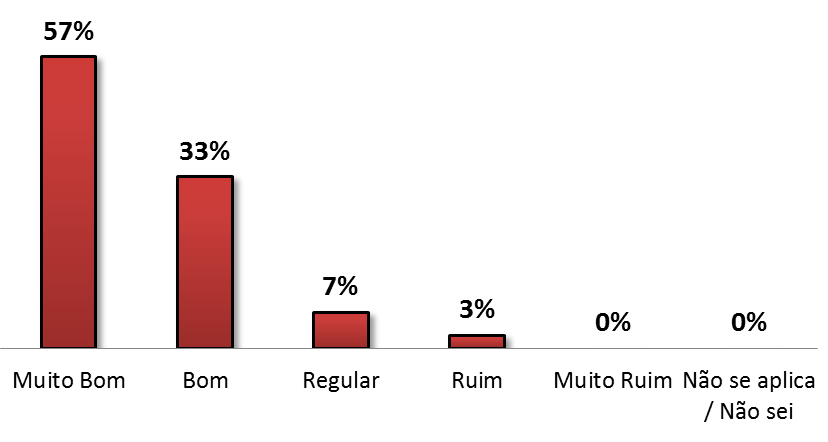 57%
33%
7%
3%
0%
0%
Muito Bom
Bom
Regular
Ruim
Muito Ruim
Não se aplica
/ Não sei